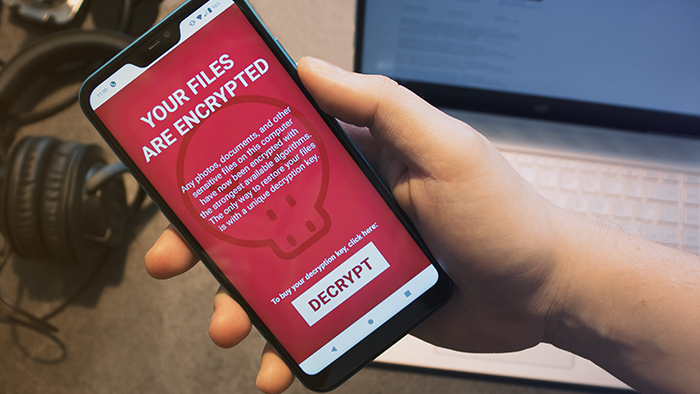 11:00
YOUR FILES
ARE ENCRYPTED
Any photos, documents, and other
sensitive files on this computer
have now been encrypted with
the strongest available algorithms.
The only way to restore your files
is with a unique decryption key.
To buy your decryption key, click here:
DECRYPT